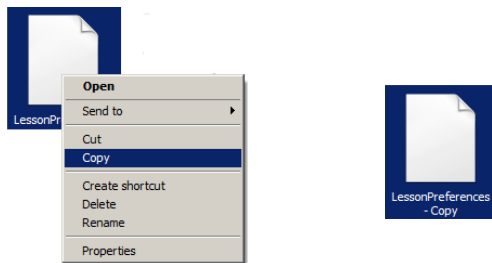 LessonPr
Open
Send to
Cut
Copy
Create shortcut
Delete
Rename
Properties
LessonPreferences
- Copy